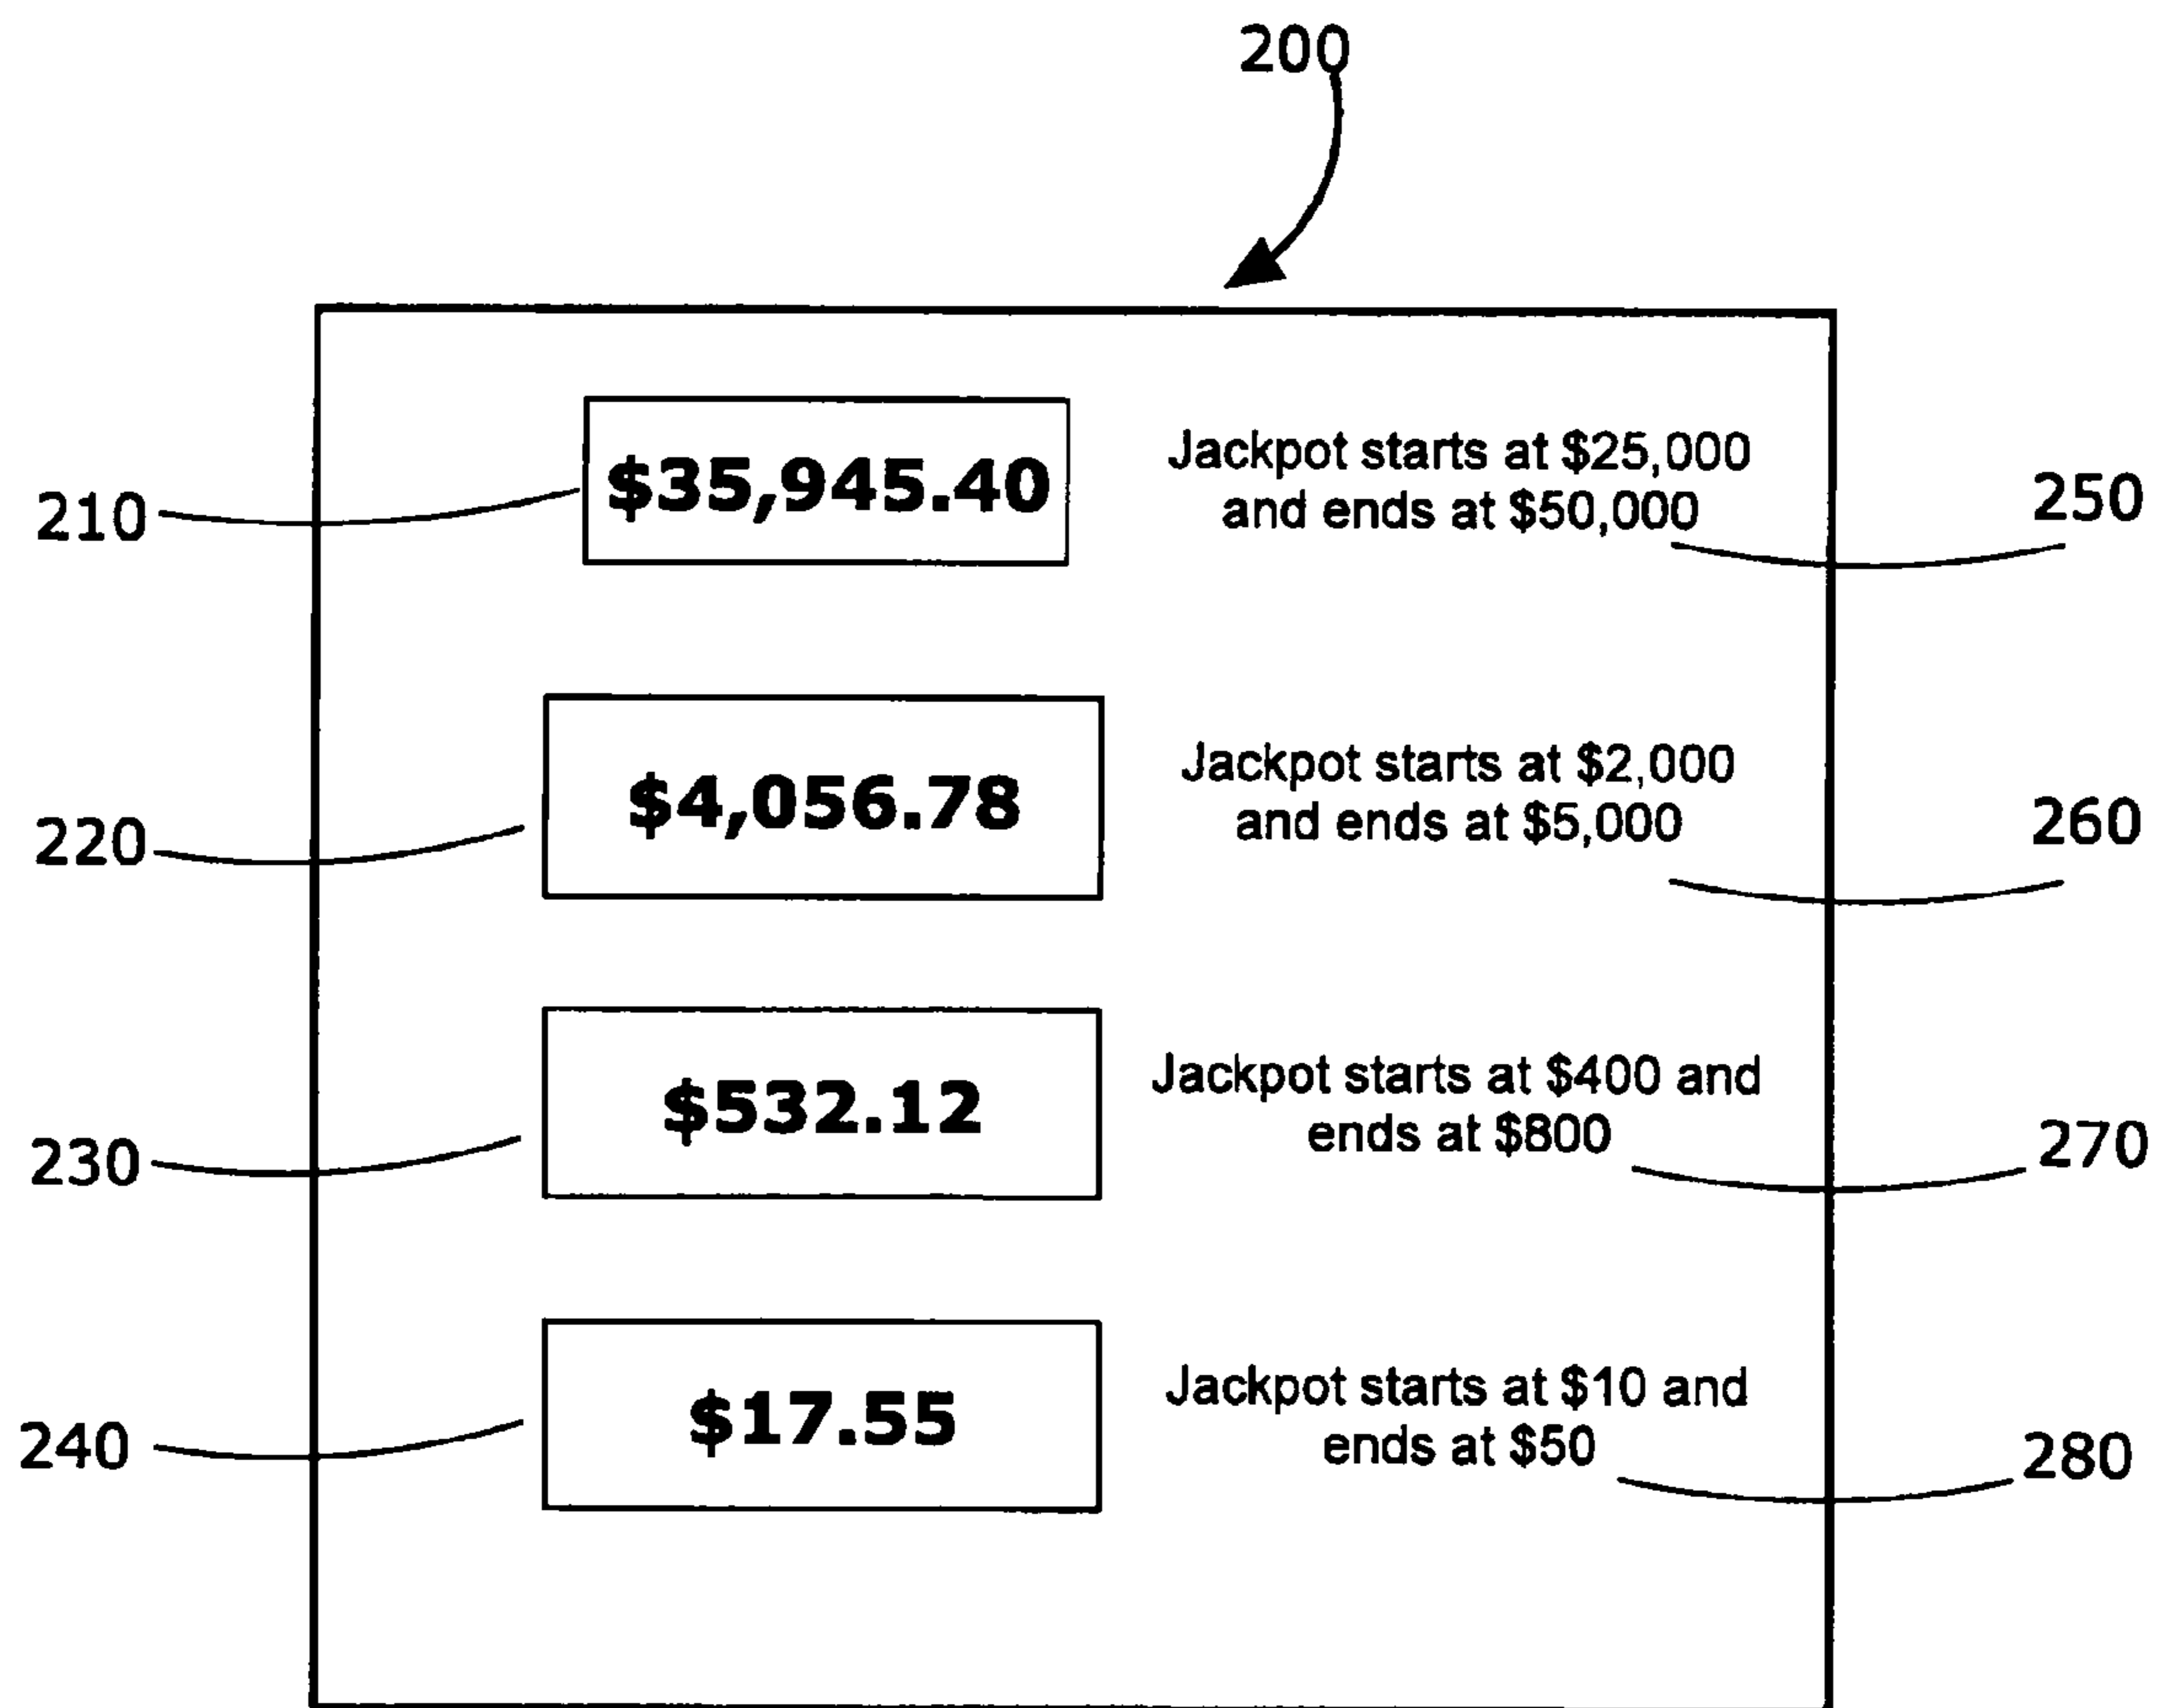 200
$35,945.40
Jackpot starts at $25,000
and ends at $50,000
210
250
$4,056.78
Jackpot starts at $2,000
and ends at $5,000
220
260
$532.12
Jackpot starts at $400 and
ends at $800
230
270
$17.55
Jackpot starts at $10 and
ends at $50
240
280